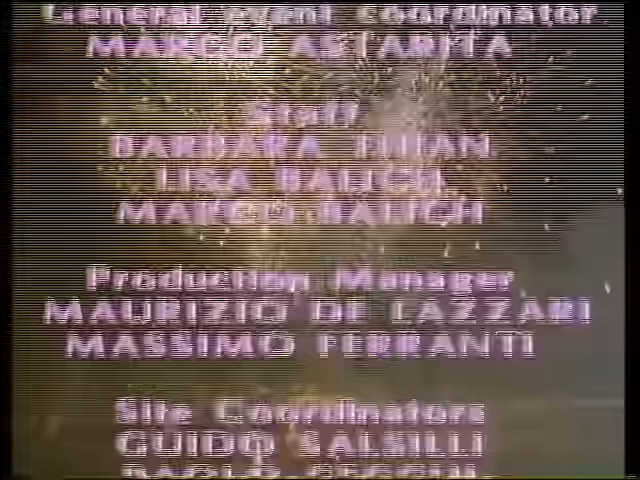 General event Coordinator
MARCO ASTARITA
Staff
BARBARA
LISA BALICH
MARCO BALICH
Production Manager
MAURIZIO DE LAZZARI
MASSIMO FERRANTI
Site Coordinators
GUIDO SALSILLI
PAOLO